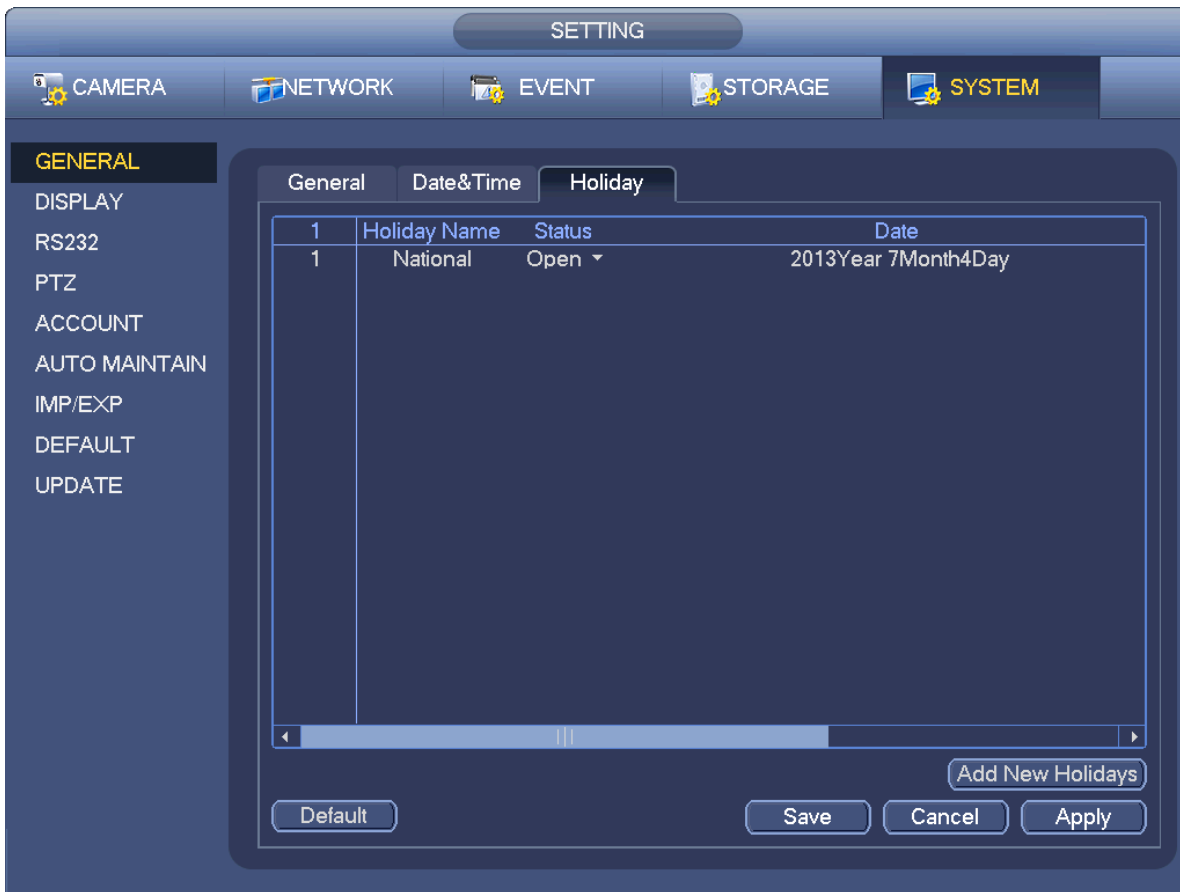 SETTING
CAMERA NETWORK EVENT STORAGE SYSTEM
GENERAL
DISPLAY
RS232
PTZ
ACCOUNT
AUTO MAINTAIN
IMP/EXP
DEFAULT
UPDATE
General Date&Time Holiday
1 Holiday Name Status Date
1 National Open 2013Year 7Month4Day
Add New Holidays
Default Save Cancel Apply